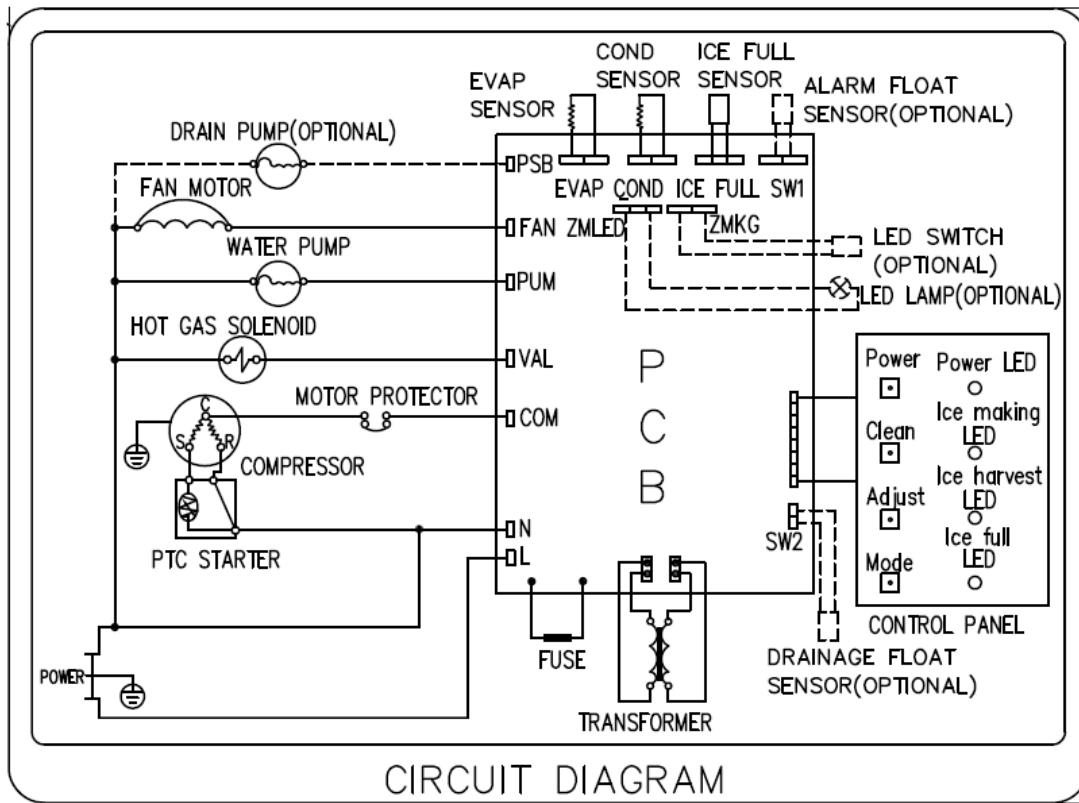 COND
SENSOR
ICE FULL
SENSOR
EVAP
SENSOR
ALARM FLOAT
SENSOR(OPTIONAL)
DRAIN PUMP(OPTIONAL)
PSB
EVAP
COND
ICE FULL
SW1
FAN MOTOR
FAN
ZMLED
ZMKG
LED SWITCH
(OPTIONAL)
WATER PUMP
PUM
LED LAMP(OPTIONAL)
HOT GAS SOLENOID
VAL
P
C
B
MOTOR PROTECTOR
COM
C
S
R
COMPRESSOR
PTC STARTER
N
L
Power
Power LED
Clean
Ice making
LED
Adjust
Ice harvest
LED
Mode
Ice full
LED
CONTROL PANEL
SW2
DRAINAGE FLOAT
SENSOR(OPTIONAL)
FUSE
TRANSFORMER
POWER
CIRCUIT DIAGRAM